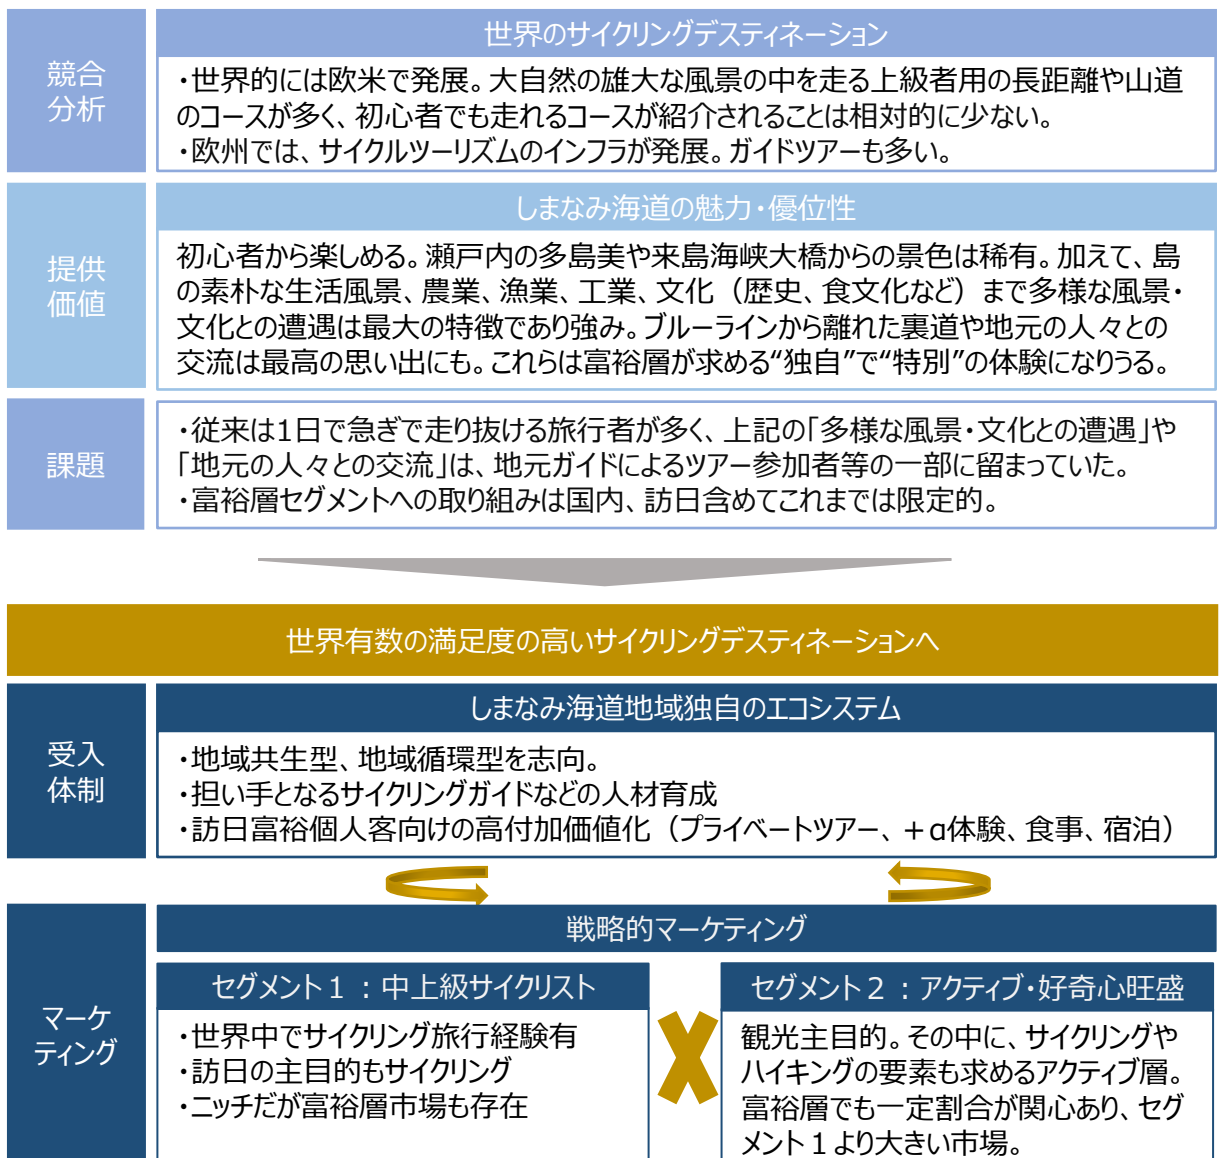 競合
分析
世界のサイクリングデスティネーション
・世界的には欧米で発展。大自然の雄大な風景の中を走る上級者用の長距離や山道
のコースが多く、初心者でも走れるコースが紹介されることは相対的に少ない。
・欧州では、サイクルツーリズムのインフラが発展。ガイドツアーも多い。
提供
価値
しまなみ海道の魅力・優位性
初心者から楽しめる。瀬戸内の多島美や来島海峡大橋からの景色は稀有。加えて、島
の素朴な生活風景、農業、漁業、工業、文化（歴史、食文化など）まで多様な風景・
文化との遭遇は最大の特徴であり強み。ブルーラインから離れた裏道や地元の人々との
交流は最高の思い出にも。これらは富裕層が求める“独自”で“特別”の体験になりうる。
課題
・従来は1日で急ぎで走り抜ける旅行者が多く、上記の「多様な風景・文化との遭遇」や
「地元の人々との交流」は、地元ガイドによるツアー参加者等の一部に留まっていた。
・富裕層セグメントへの取り組みは国内、訪日含めてこれまでは限定的。
世界有数の満足度の高いサイクリングデスティネーションへ
受入
体制
しまなみ海道地域独自のエコシステム
・地域共生型、地域循環型を志向。
・担い手となるサイクリングガイドなどの人材育成
・訪日富裕個人客向けの高付加価値化（プライベートツアー、＋α体験、食事、宿泊）
マーケ
ティング
戦略的マーケティング
セグメント１：中上級サイクリスト
・世界中でサイクリング旅行経験有
・訪日の主目的もサイクリング
・ニッチだが富裕層市場も存在
セグメント２：アクティブ・好奇心旺盛
観光主目的。その中に、サイクリングや
ハイキングの要素も求めるアクティブ層。
富裕層でも一定割合が関心あり、セグ
メント１より大きい市場。